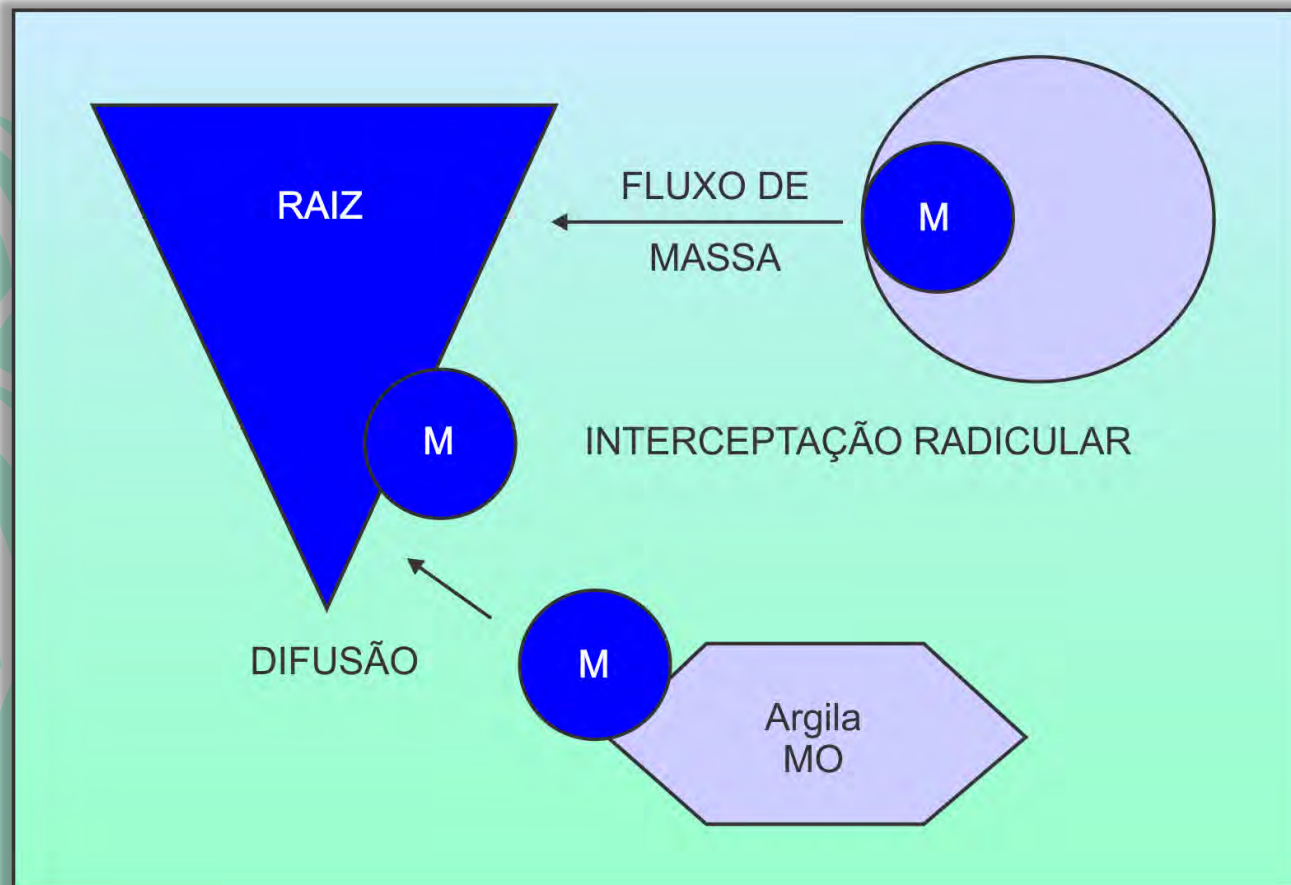 RAIZ
FLUXO DE
MASSA
M
M
INTERCEPTAÇÃO RADICULAR
DIFUSÃO
M
Argila
MO